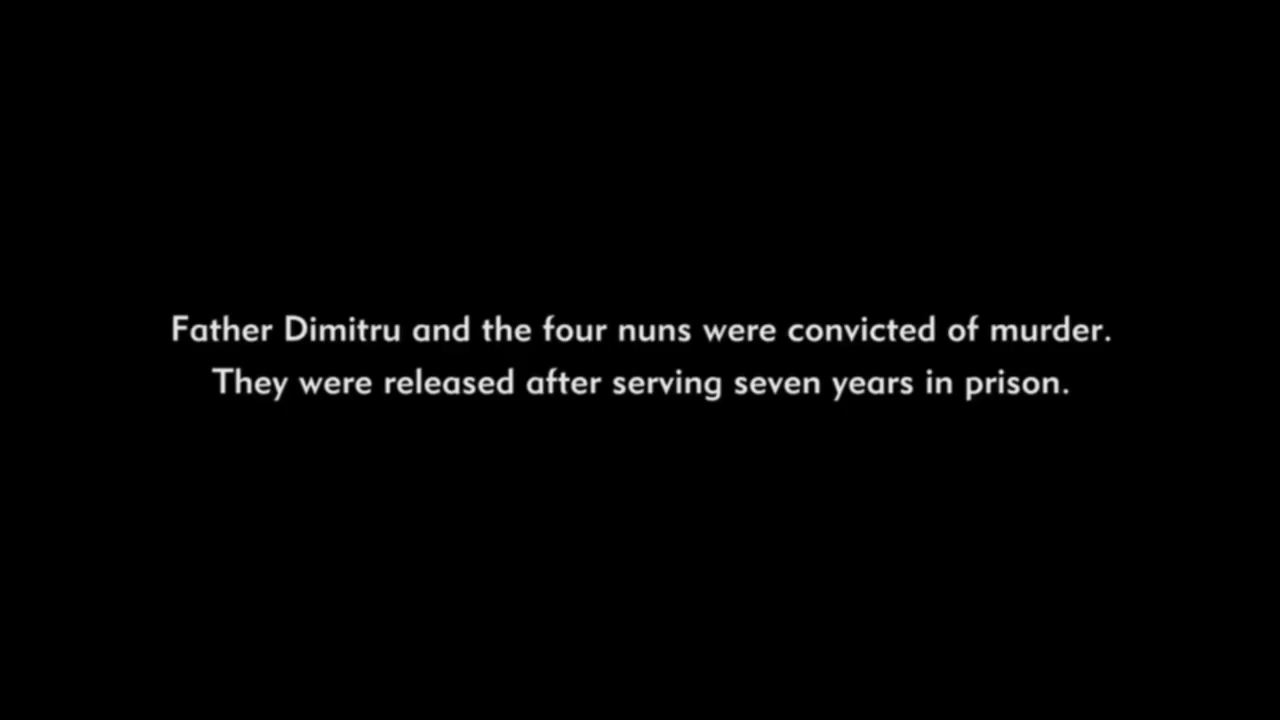 Father Dimitru and the four nuns were convicted of murder.
They were released after serving seven years in prison.